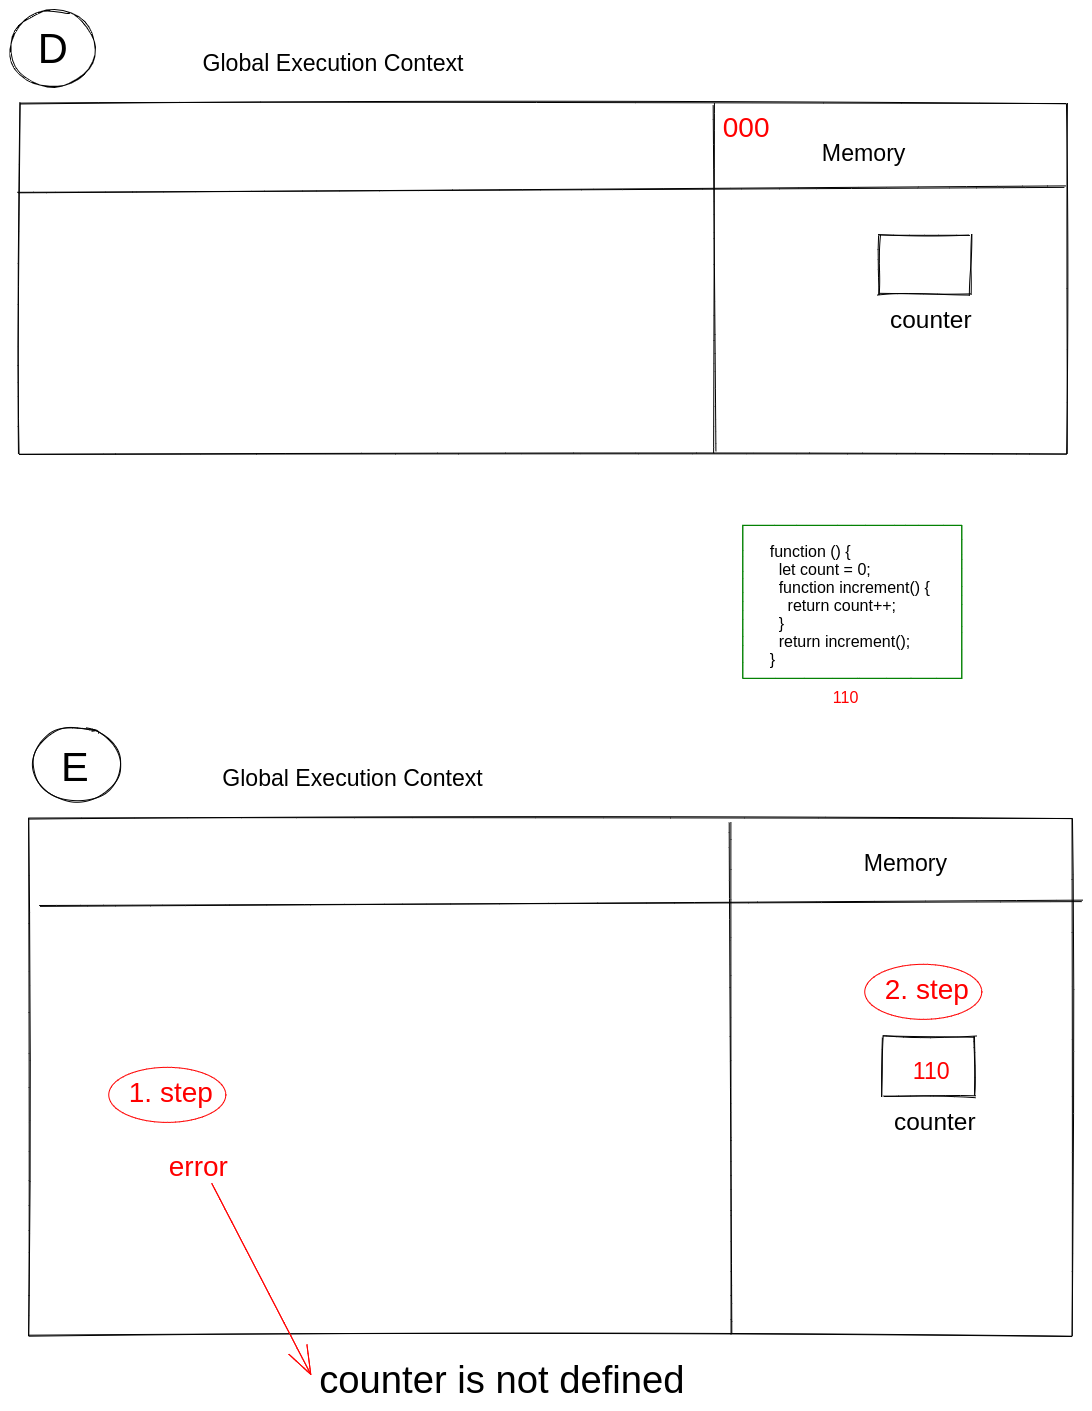 D
Global Execution Context
000
Memory
counter
function () {
let count = 0;
function increment() {
return count++;
}
return increment();
}
110
E
Global Execution Context
Memory
2. step
110
counter
1. step
error
counter is not defined